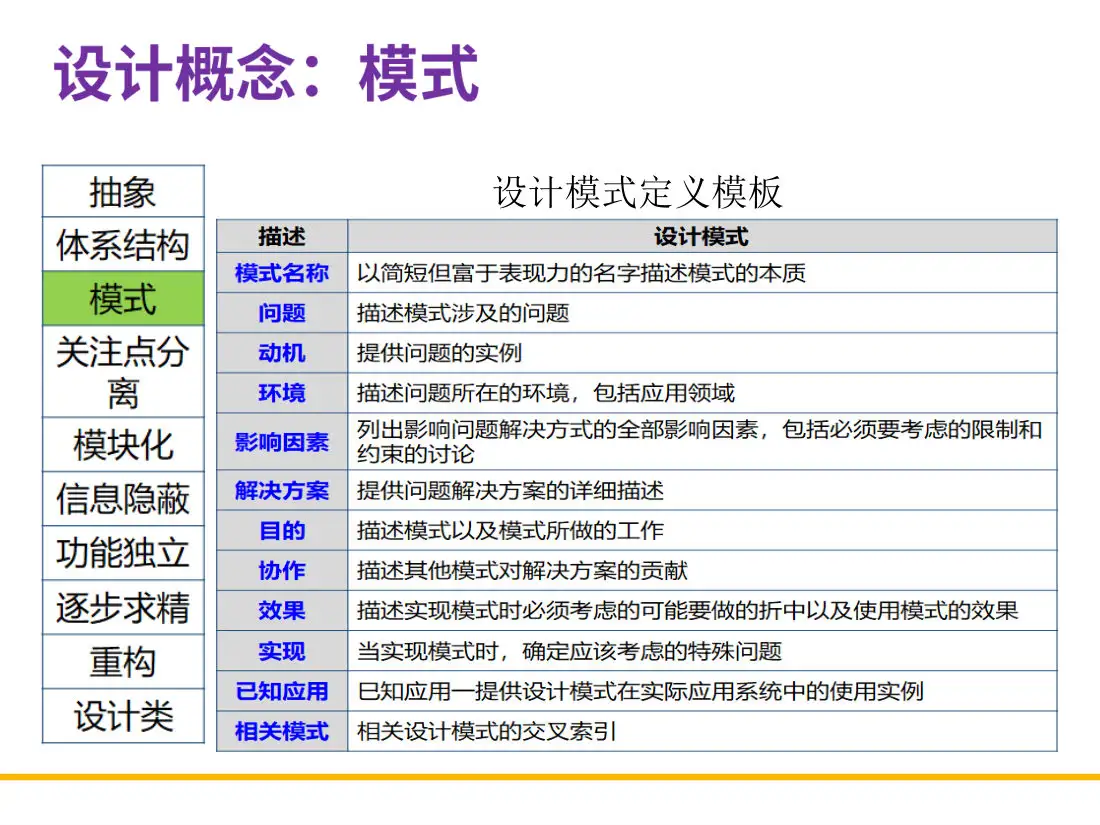 设计概念：模式
抽象
体系结构
模式
关注点分
离
模块化
信息隐蔽
功能独立
逐步求精
重构
设计类
设计模式定义模板
描述 设计模式
模式名称 以简短但富于表现力的名字描述模式的本质
问题 描述模式涉及的问题
动机 提供问题的实例
环境 描述问题所在的环境，包括应用领域
影响因素 列出影响问题解决方式的全部影响因素，包括必须要考虑的限制和
约束的讨论
解决方案 提供问题解决方案的详细描述
目的 描述模式以及模式所做的工作
协作 描述其他模式对解决方案的贡献
效果 描述实现模式时必须考虑的可能要做的折中以及使用模式的效果
实现 当实现模式时，确定应该考虑的特殊问题
已知应用 巳知应用一提供设计模式在实际应用系统中的使用实例
相关模式 相关设计模式的交叉索引